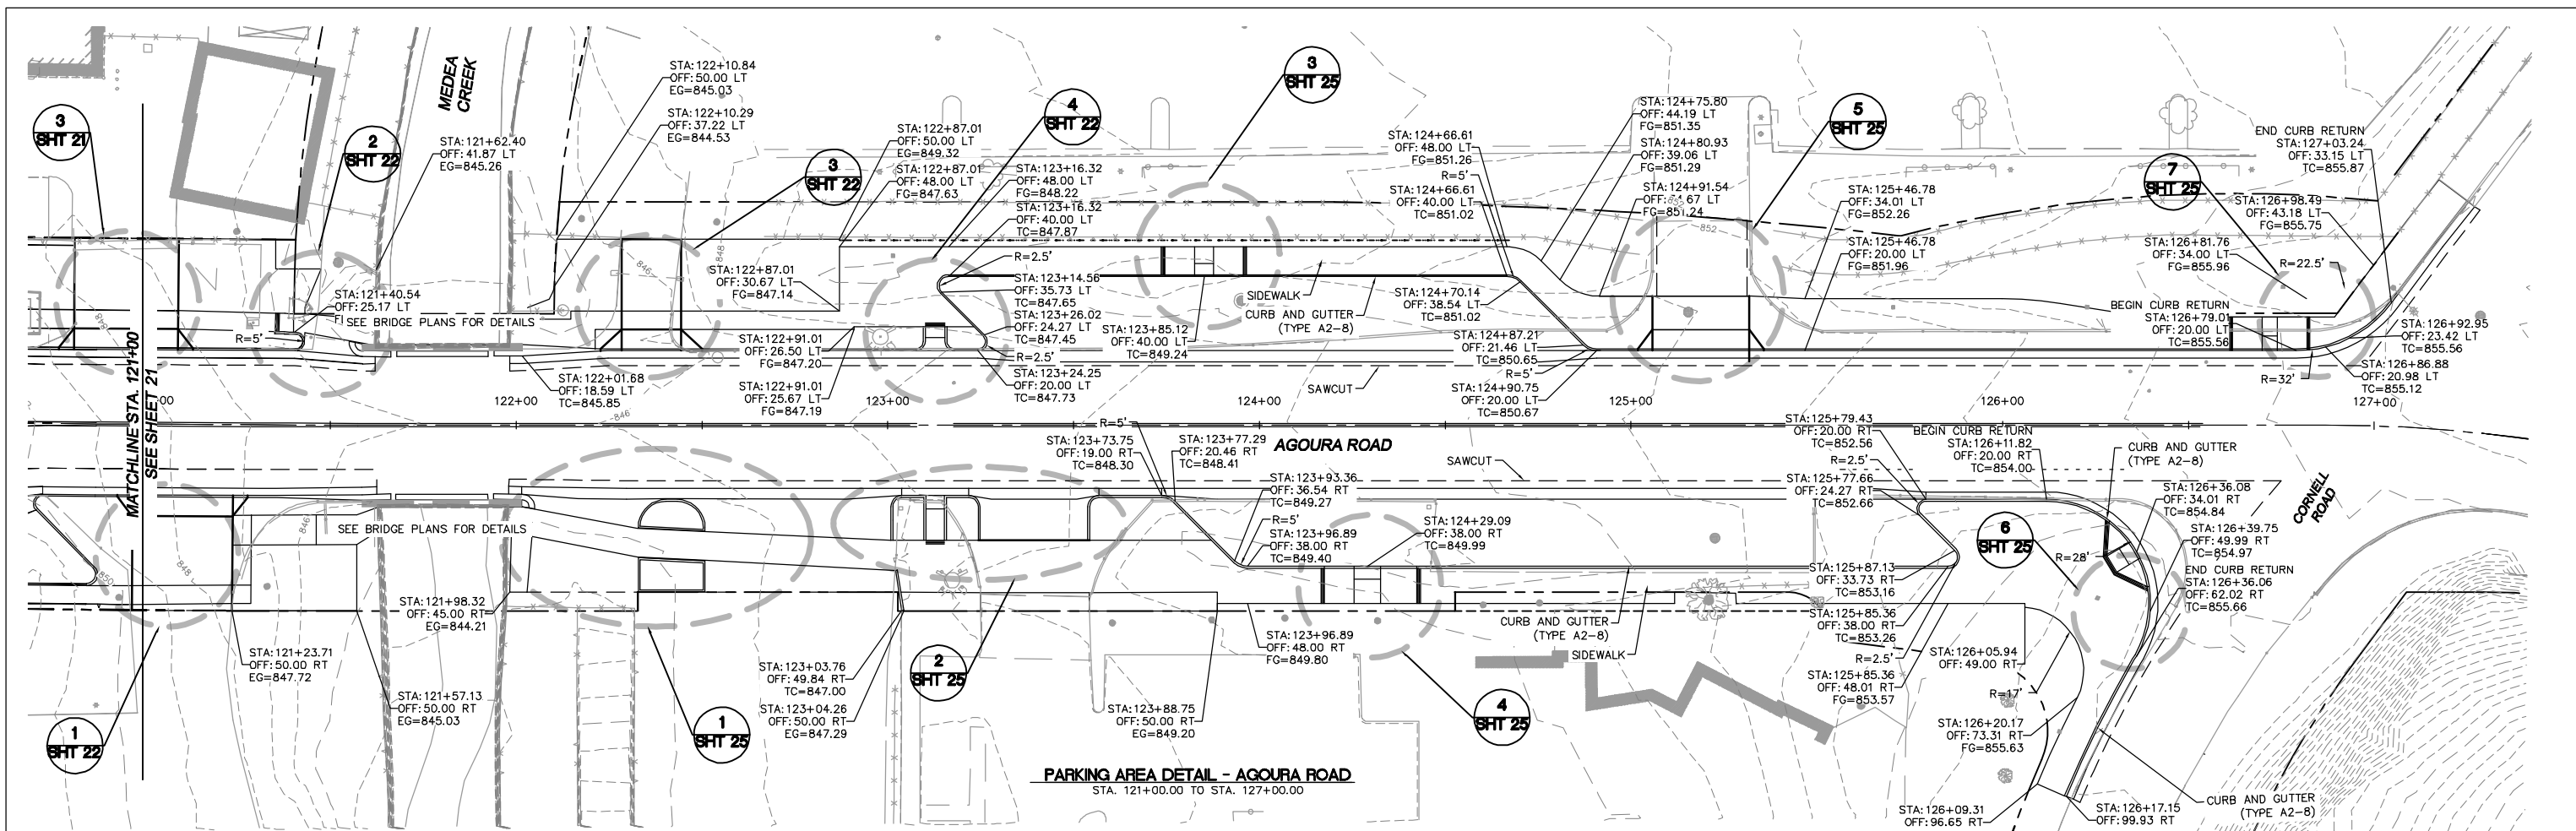 MEDEA
CREEK
3
SHT 21
2
SHT 22
STA:121+62.40
OFF:41.87 LT
EG=845.26
STA:122+10.84
OFF:50.00 LT
EG=845.03
STA:122+10.29
OFF:37.22 LT
EG=844.53
3
SHT 22
STA:122+87.01
OFF:50.00 LT
EG=849.32
STA:122+87.01
OFF:48.00 LT
FG=847.63
4
SHT 22
STA:123+16.32
OFF:48.00 LT
FG=848.22
STA:123+16.32
OFF:40.00 LT
TC=847.87
3
SHT 25
STA:124+66.61
OFF:48.00 LT
FG=851.26
R=5'
STA:124+66.61
OFF:40.00 LT
TC=851.02
STA:124+75.80
OFF:44.19 LT
FG=851.35
STA:124+80.93
OFF:39.06 LT
FG=851.29
STA:124+91.54
.67 LT
FG=851.24
5
SHT 25
STA:125+46.78
OFF:34.01 LT
FG=852.26
STA:125+46.78
OFF:20.00 LT
FG=851.96
END CURB RETURN
STA:127+03.24
OFF:33.15 LT
TC=855.87
7
SHT 25
STA:126+98.49
OFF:43.18 LT
FG=855.75
STA:126+81.76
OFF:34.00 LT
FG=855.96
R=22.5'
BEGIN CURB RETURN
STA:126+79.01
OFF:20.00 LT
TC=855.56
STA:126+92.95
OFF:23.42 LT
TC=855.56
STA:126+86.88
OFF:20.98 LT
TC=855.12
R=32'
852
848
846
848
STA:121+40.54
OFF:25.17 LT
SEE BRIDGE PLANS FOR DETAILS
R=5'
STA:122+87.01
OFF:30.67 LT
FG=847.14
R=2.5'
STA:123+14.56
OFF:35.73 LT
TC=847.65
STA:123+26.02
OFF:24.27 LT
TC=847.45
R=2.5'
STA:123+24.25
OFF:20.00 LT
TC=847.73
STA:122+91.01
OFF:26.50 LT
FG=847.20
STA:122+91.01
OFF:25.67 LT
FG=847.19
STA:122+01.68
OFF:18.59 LT
TC=845.85
STA:123+85.12
OFF:40.00 LT
TC=849.24
SIDEWALK
CURB AND GUTTER
(TYPE A2-8)
STA:124+70.14
OFF:38.54 LT
TC=851.02
STA:124+87.21
OFF:21.46 LT
TC=850.65
R=5'
STA:124+90.75
OFF:20.00 LT
TC=850.67
SAWCUT
122+00
123+00
124+00
125+00
126+00
127+00
846
MATCHLINE STA. 121+00
SEE SHEET 21
AGOURA ROAD
SAWCUT
R=5'
STA:123+73.75
OFF:19.00 RT
TC=848.30
STA:123+77.29
OFF:20.46 RT
TC=848.41
STA:123+93.36
OFF:36.54 RT
TC=849.27
R=5'
STA:123+96.89
OFF:38.00 RT
TC=849.40
STA:124+29.09
OFF:38.00 RT
TC=849.99
STA:125+79.43
OFF:20.00 RT
TC=852.56
R=2.5'
STA:125+77.66
OFF:24.27 RT
TC=852.66
BEGIN CURB RETURN
STA:126+11.82
OFF:20.00 RT
TC=854.00
CURB AND GUTTER
(TYPE A2-8)
STA:126+36.08
OFF:34.01 RT
TC=854.84
STA:126+39.75
OFF:49.99 RT
TC=854.97
END CURB RETURN
STA:126+36.06
OFF:62.02 RT
TC=855.66
CORNELL
ROAD
6
SHT 25
R=28'
SEE BRIDGE PLANS FOR DETAILS
846
848
850
STA:121+98.32
OFF:45.00 RT
EG=844.21
STA:121+23.71
OFF:50.00 RT
EG=847.72
STA:121+57.13
OFF:50.00 RT
EG=845.03
1
SHT 22
1
SHT 25
STA:123+03.76
OFF:49.84 RT
TC=847.00
STA:123+04.26
OFF:50.00 RT
EG=847.29
2
SHT 25
STA:123+88.75
OFF:50.00 RT
EG=849.20
STA:123+96.89
OFF:48.00 RT
FG=849.80
4
SHT 25
CURB AND GUTTER
(TYPE A2-8)
SIDEWALK
STA:125+87.13
OFF:33.73 RT
TC=853.16
STA:125+85.36
OFF:38.00 RT
TC=853.26
R=2.5'
STA:125+85.36
OFF:48.01 RT
FG=853.57
STA:126+05.94
OFF:49.00 RT
R=17'
STA:126+20.17
OFF:73.31 RT
FG=855.63
STA:126+09.31
OFF:96.65 RT
STA:126+17.15
OFF:99.93 RT
CURB AND GUTTER
(TYPE A2-8)
PARKING AREA DETAIL - AGOURA ROAD
STA. 121+00.00 TO STA. 127+00.00